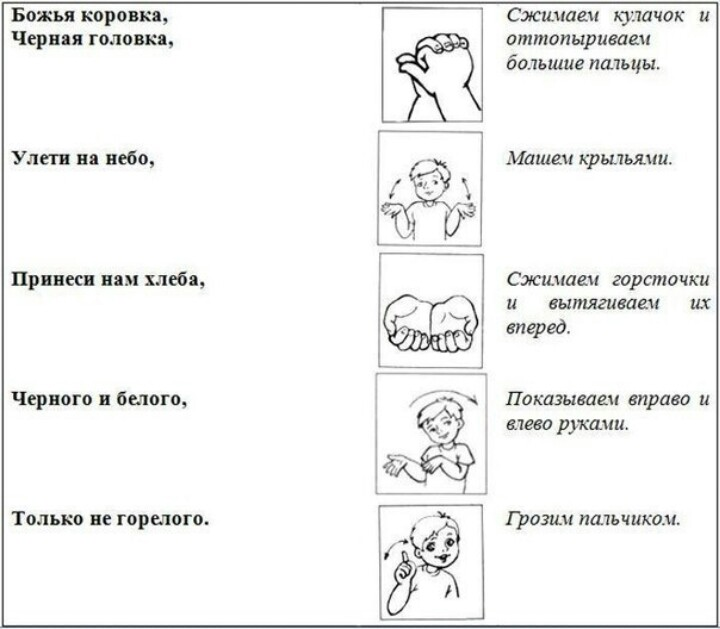 Божья коровка,
Черная головка,
Сжимаем кулачок и
оттопыриваем
большие пальцы.
Улети на небо,
Машем крыльями.
Принеси нам хлеба,
Сжимаем горсточки
и вытягиваем их
вперед.
Черного и белого,
Показываем вправо и
влево руками.
Только не горелого.
Грозим пальчиком.